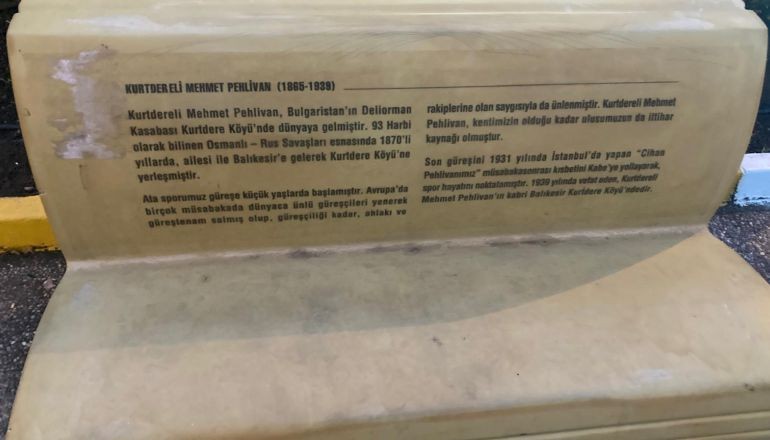 KURTDERELİ MEHMET PEHLİVAN (1865-1939)
Kurtdereli Mehmet Pehlivan, Bulgaristan'ın Deliorman
Kasabası Kurtdere Köyü'nde dünyaya gelmiştir. 93 Harbi
olarak bilinen Osmanlı – Rus Savaşları esnasında 1870'li
yıllarda, ailesi ile Balıkesir'e gelerek Kurtdere Köyü'ne
yerleşmiştir.
Ata sporumuz güreşe küçük yaşlarda başlamıştır. Avrupa'da
birçok müsabakada dünyaca ünlü güreşçileri yenerek
güreştenam salmış olup, güreşçiliği kadar, ahlakı ve
rakiplerine olan saygısıyla da ünlenmiştir. Kurtdereli Mehmet
Pehlivan, kentimizin olduğu kadar ulusumuzun da iftihar
kaynağı olmuştur.
Son güreşini 1931 yılında İstanbul'da yapan "Cihan
Pehlivanımız" müsabakasonrası kısbetini Kabe'ye yollayarak,
spor hayatını noktalamıştır. 1939 yılında vefat eden, Kurtdereli
Mehmet Pehlivan'ın kabri Balıkesir Kurtdere Köyü'ndedir.